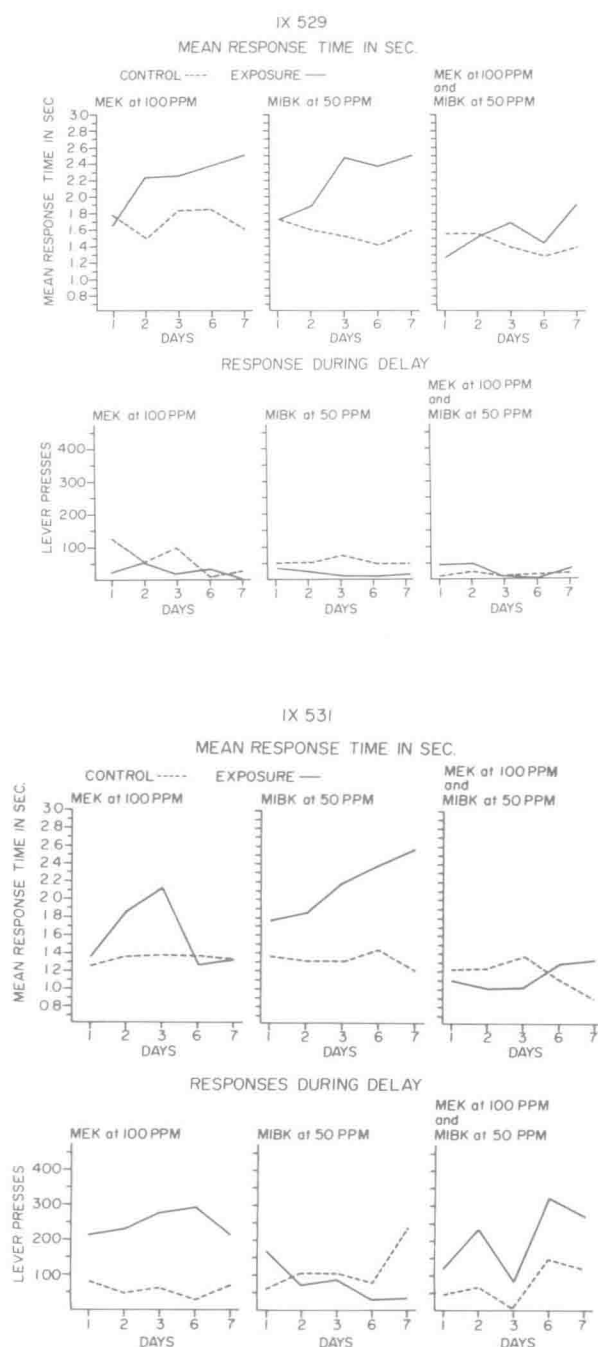 IX 529
MEAN RESPONSE TIME IN SEC.
CONTROL ---- EXPOSURE —
MEK at 100 PPM
MIBK at 50 PPM
MEK at 100 PPM
and
MIBK at 50 PPM
MEAN RESPONSE TIME IN SEC
3.0
2.8
2.6
2.4
2.2
2.0
1.8
1.6
1.4
1.2
1.0
0.8
1 2 3 6 7
DAYS
1 2 3 6 7
DAYS
1 2 3 6 7
DAYS
RESPONSE DURING DELAY
MEK at 100 PPM
MIBK at 50 PPM
MEK at 100 PPM
and
MIBK at 50 PPM
LEVER PRESSES
400
300
200
100
1 2 3 6 7
DAYS
1 2 3 6 7
DAYS
1 2 3 6 7
DAYS
IX 531
MEAN RESPONSE TIME IN SEC.
CONTROL ---- EXPOSURE —
MEK at 100 PPM
MIBK at 50 PPM
MEK at 100 PPM
and
MIBK at 50 PPM
MEAN RESPONSE TIME IN SEC.
3.0
2.8
2.6
2.4
2.2
2.0
1.8
1.6
1.4
1.2
1.0
0.8
1 2 3 6 7
DAYS
1 2 3 6 7
DAYS
1 2 3 6 7
DAYS
RESPONSES DURING DELAY
MEK at 100 PPM
MIBK at 50 PPM
MEK at 100 PPM
and
MIBK at 50 PPM
LEVER PRESSES
400
300
200
100
1 2 3 6 7
DAYS
1 2 3 6 7
DAYS
1 2 3 6 7
DAYS